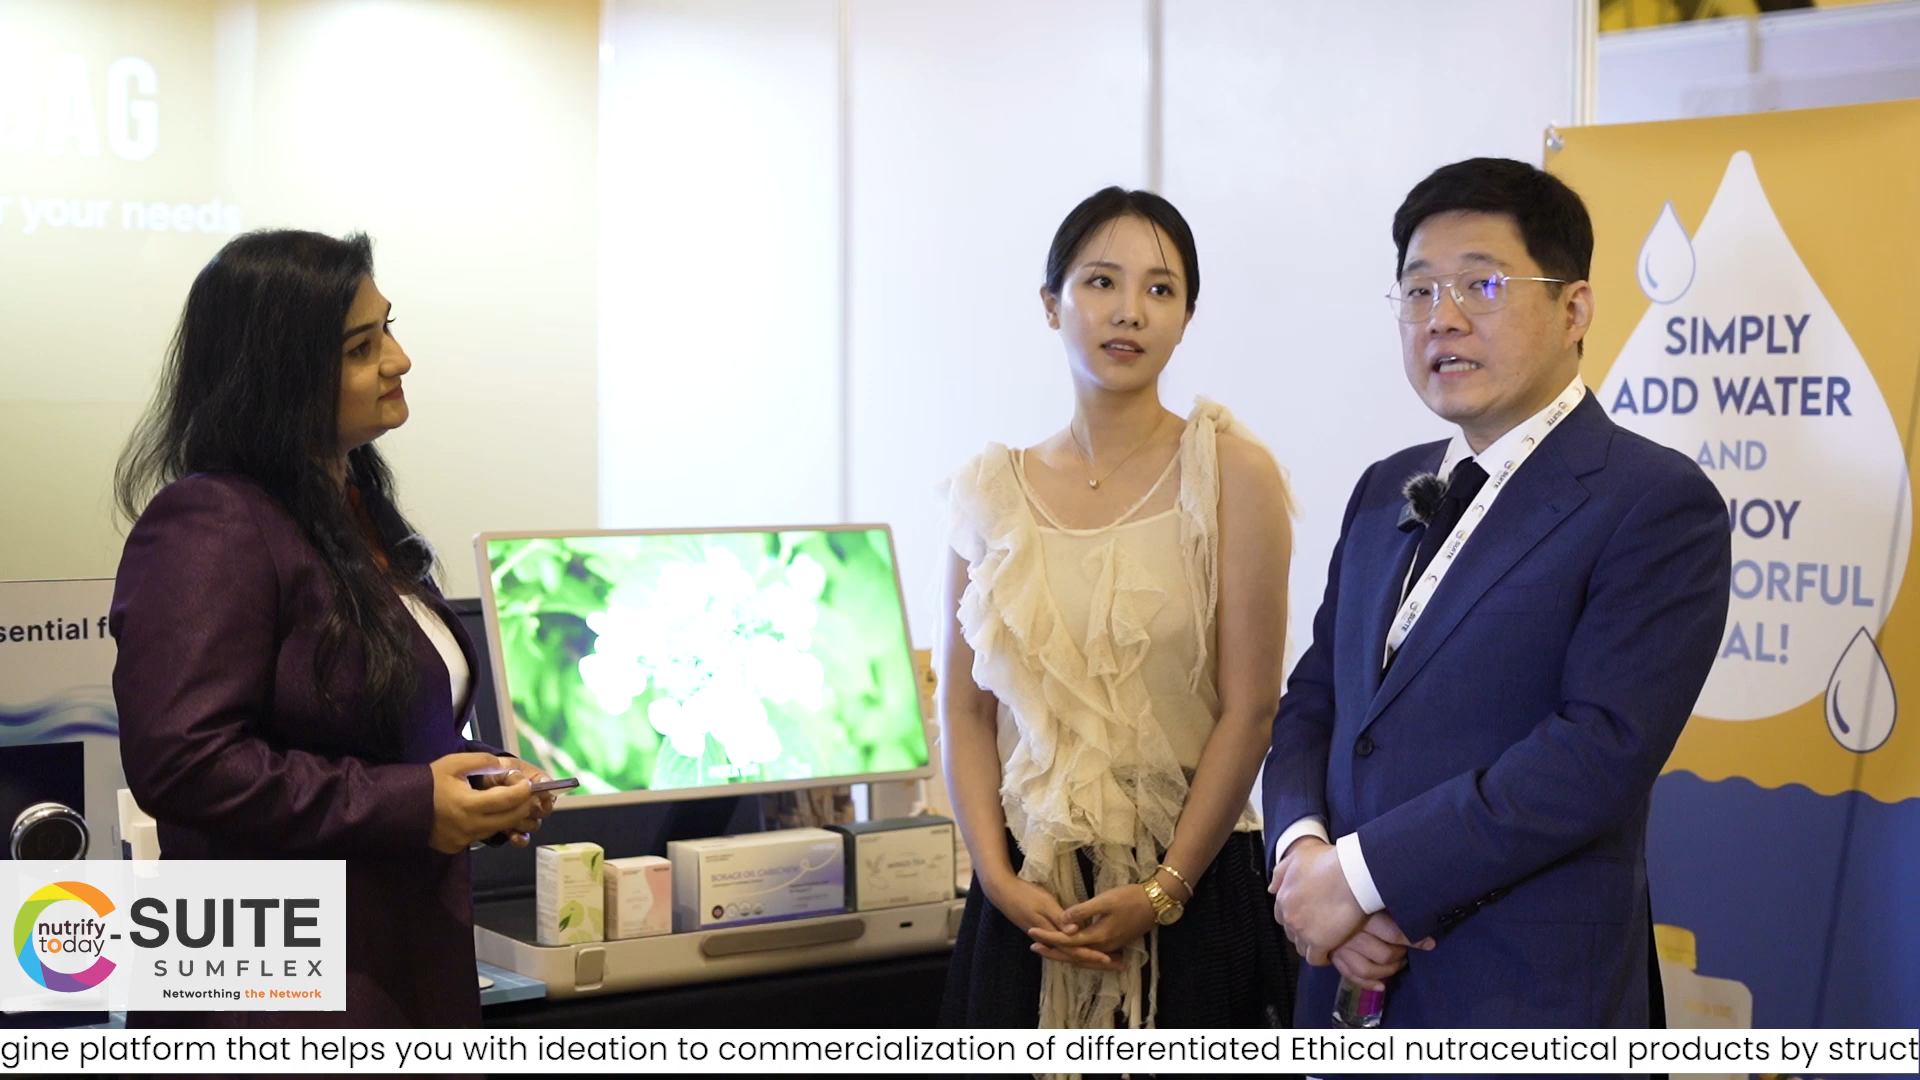 AG
your needs
sential f
SIMPLY
ADD WATER
AND
JOY
ORFUL
AL!
BORAGE OIL
SUITE
nutrify
today
-SUITE
SUMFLEX
Networthing the Network
gine platform that helps you with ideation to commercialization of differentiated Ethical nutraceutical products by struct